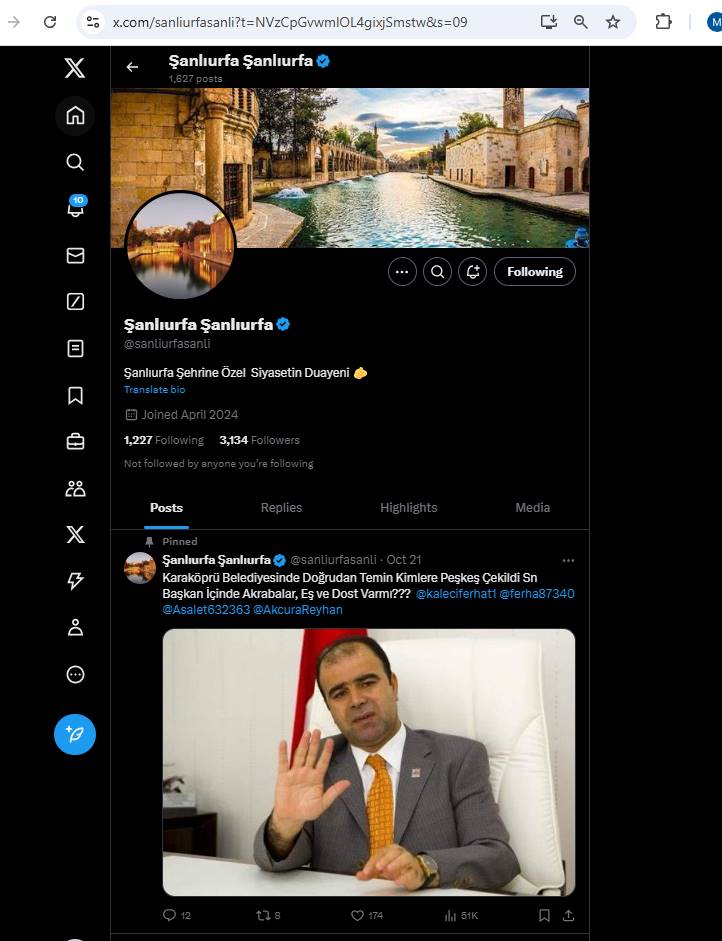 x.com/sanliurfasanli?t=NVzCpGvwmIOL4gixjSmstw&s=09
M
Şanlıurfa Şanlıurfa
1,627 posts
10
Following
Şanlıurfa Şanlıurfa
@sanliurfasanli
Şanlıurfa Şehrine Özel Siyasetin Duayeni
Translate bio
Joined April 2024
1,227 Following 3,134 Followers
Not followed by anyone you're following
Posts Replies Highlights Media
Pinned
Şanlıurfa Şanlıurfa @sanliurfasanli · Oct 21
Karaköprü Belediyesinde Doğrudan Temin Kimlere Peşkeş Çekildi Sn
Başkan İçinde Akrabalar, Eş ve Dost Varmı??? @kaleciferhat1 @ferha87340
@Asalet632363 @AkcuraReyhan
12 8 174 51K